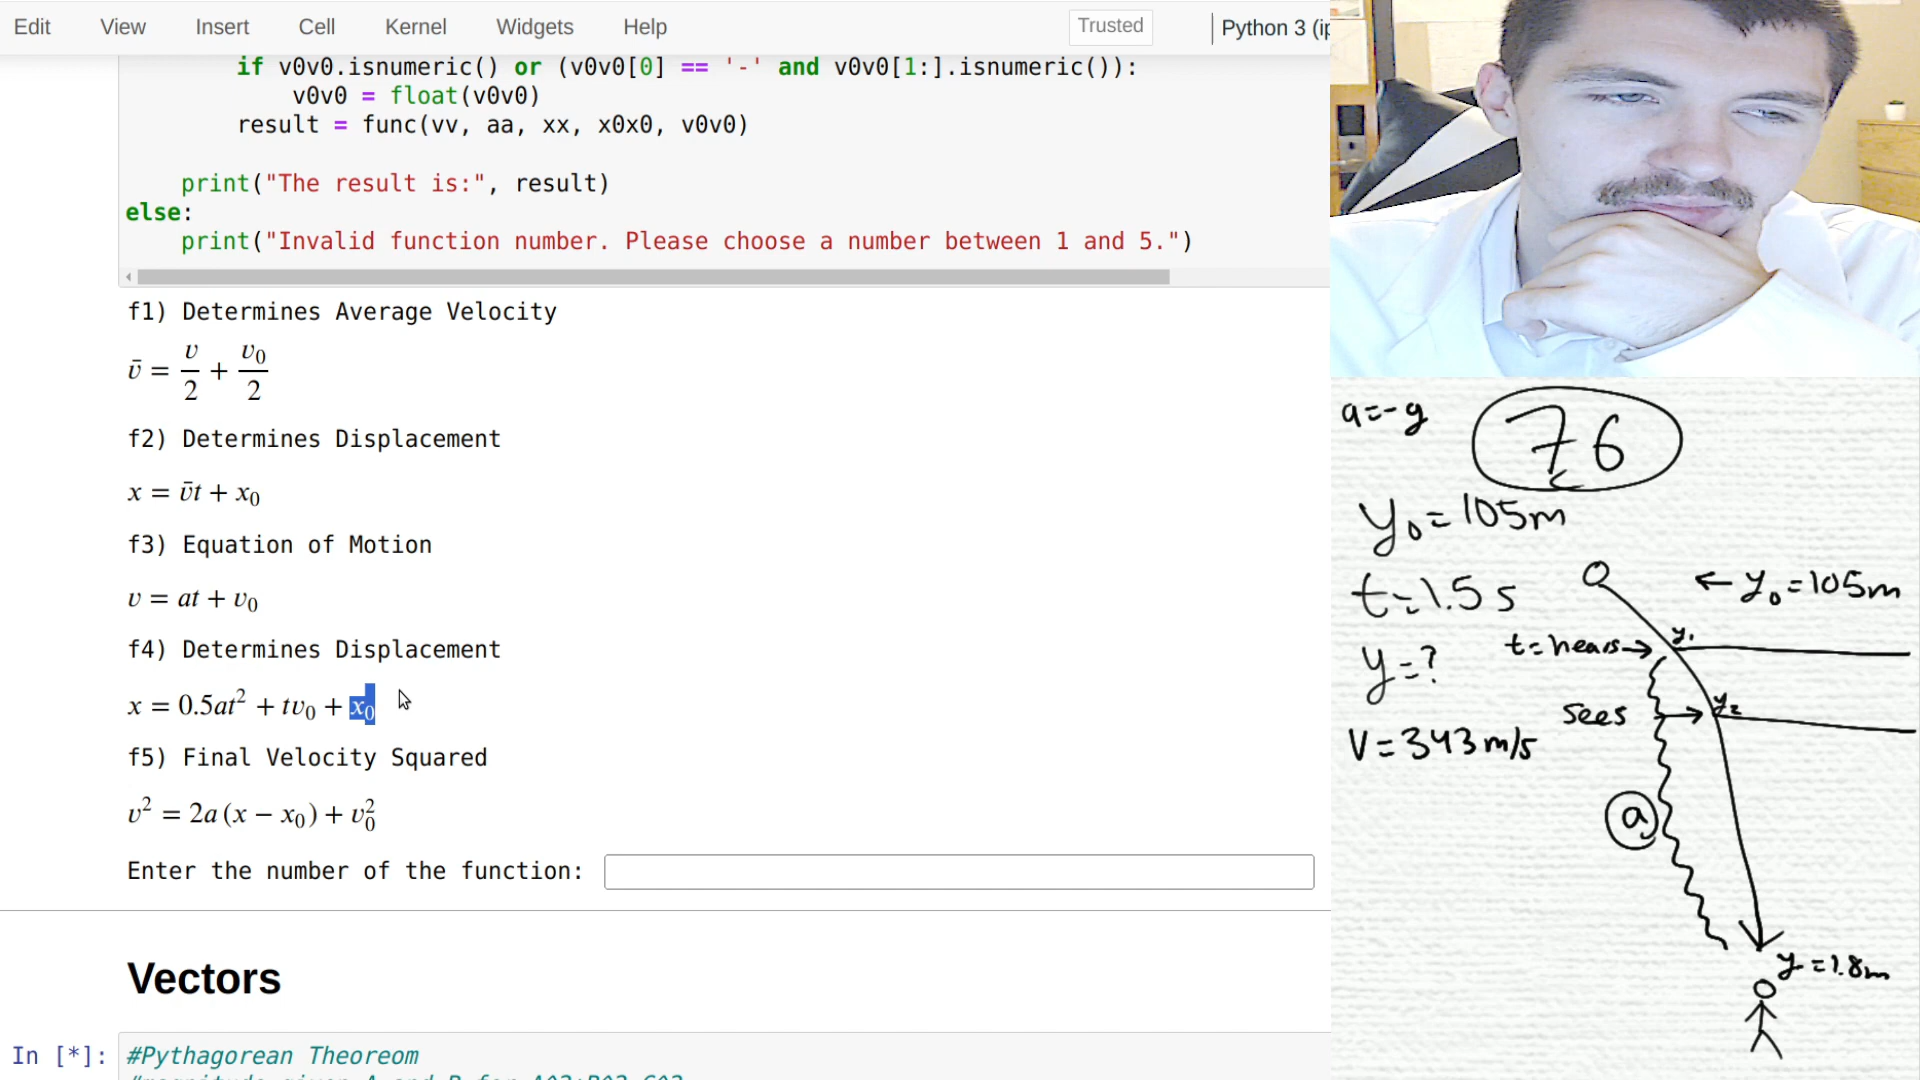 Edit View Insert Cell Kernel Widgets Help Trusted Python 3 (ip
if v0v0.isnumeric() or (v0v0[0] == '-' and v0v0[1:].isnumeric()):
v0v0 = float(v0v0)
result = func(vv, aa, xx, x0x0, v0v0)
print("The result is:", result)
else:
print("Invalid function number. Please choose a number between 1 and 5.")
f1) Determines Average Velocity
v̄ = v/2 + v₀/2
f2) Determines Displacement
x = v̄t + x₀
f3) Equation of Motion
v = at + v₀
f4) Determines Displacement
x = 0.5at² + tv₀ + x₀
f5) Final Velocity Squared
v² = 2a (x − x₀) + v₀²
Enter the number of the function:
Vectors
In [*]: #Pythagorean Theoreom
a=-g
76
y₀=105m
t=1.5 s
← y₀=105m
t=hears→ y₁
y=?
sees → y₂
V=343m/s
a
y=1.8m